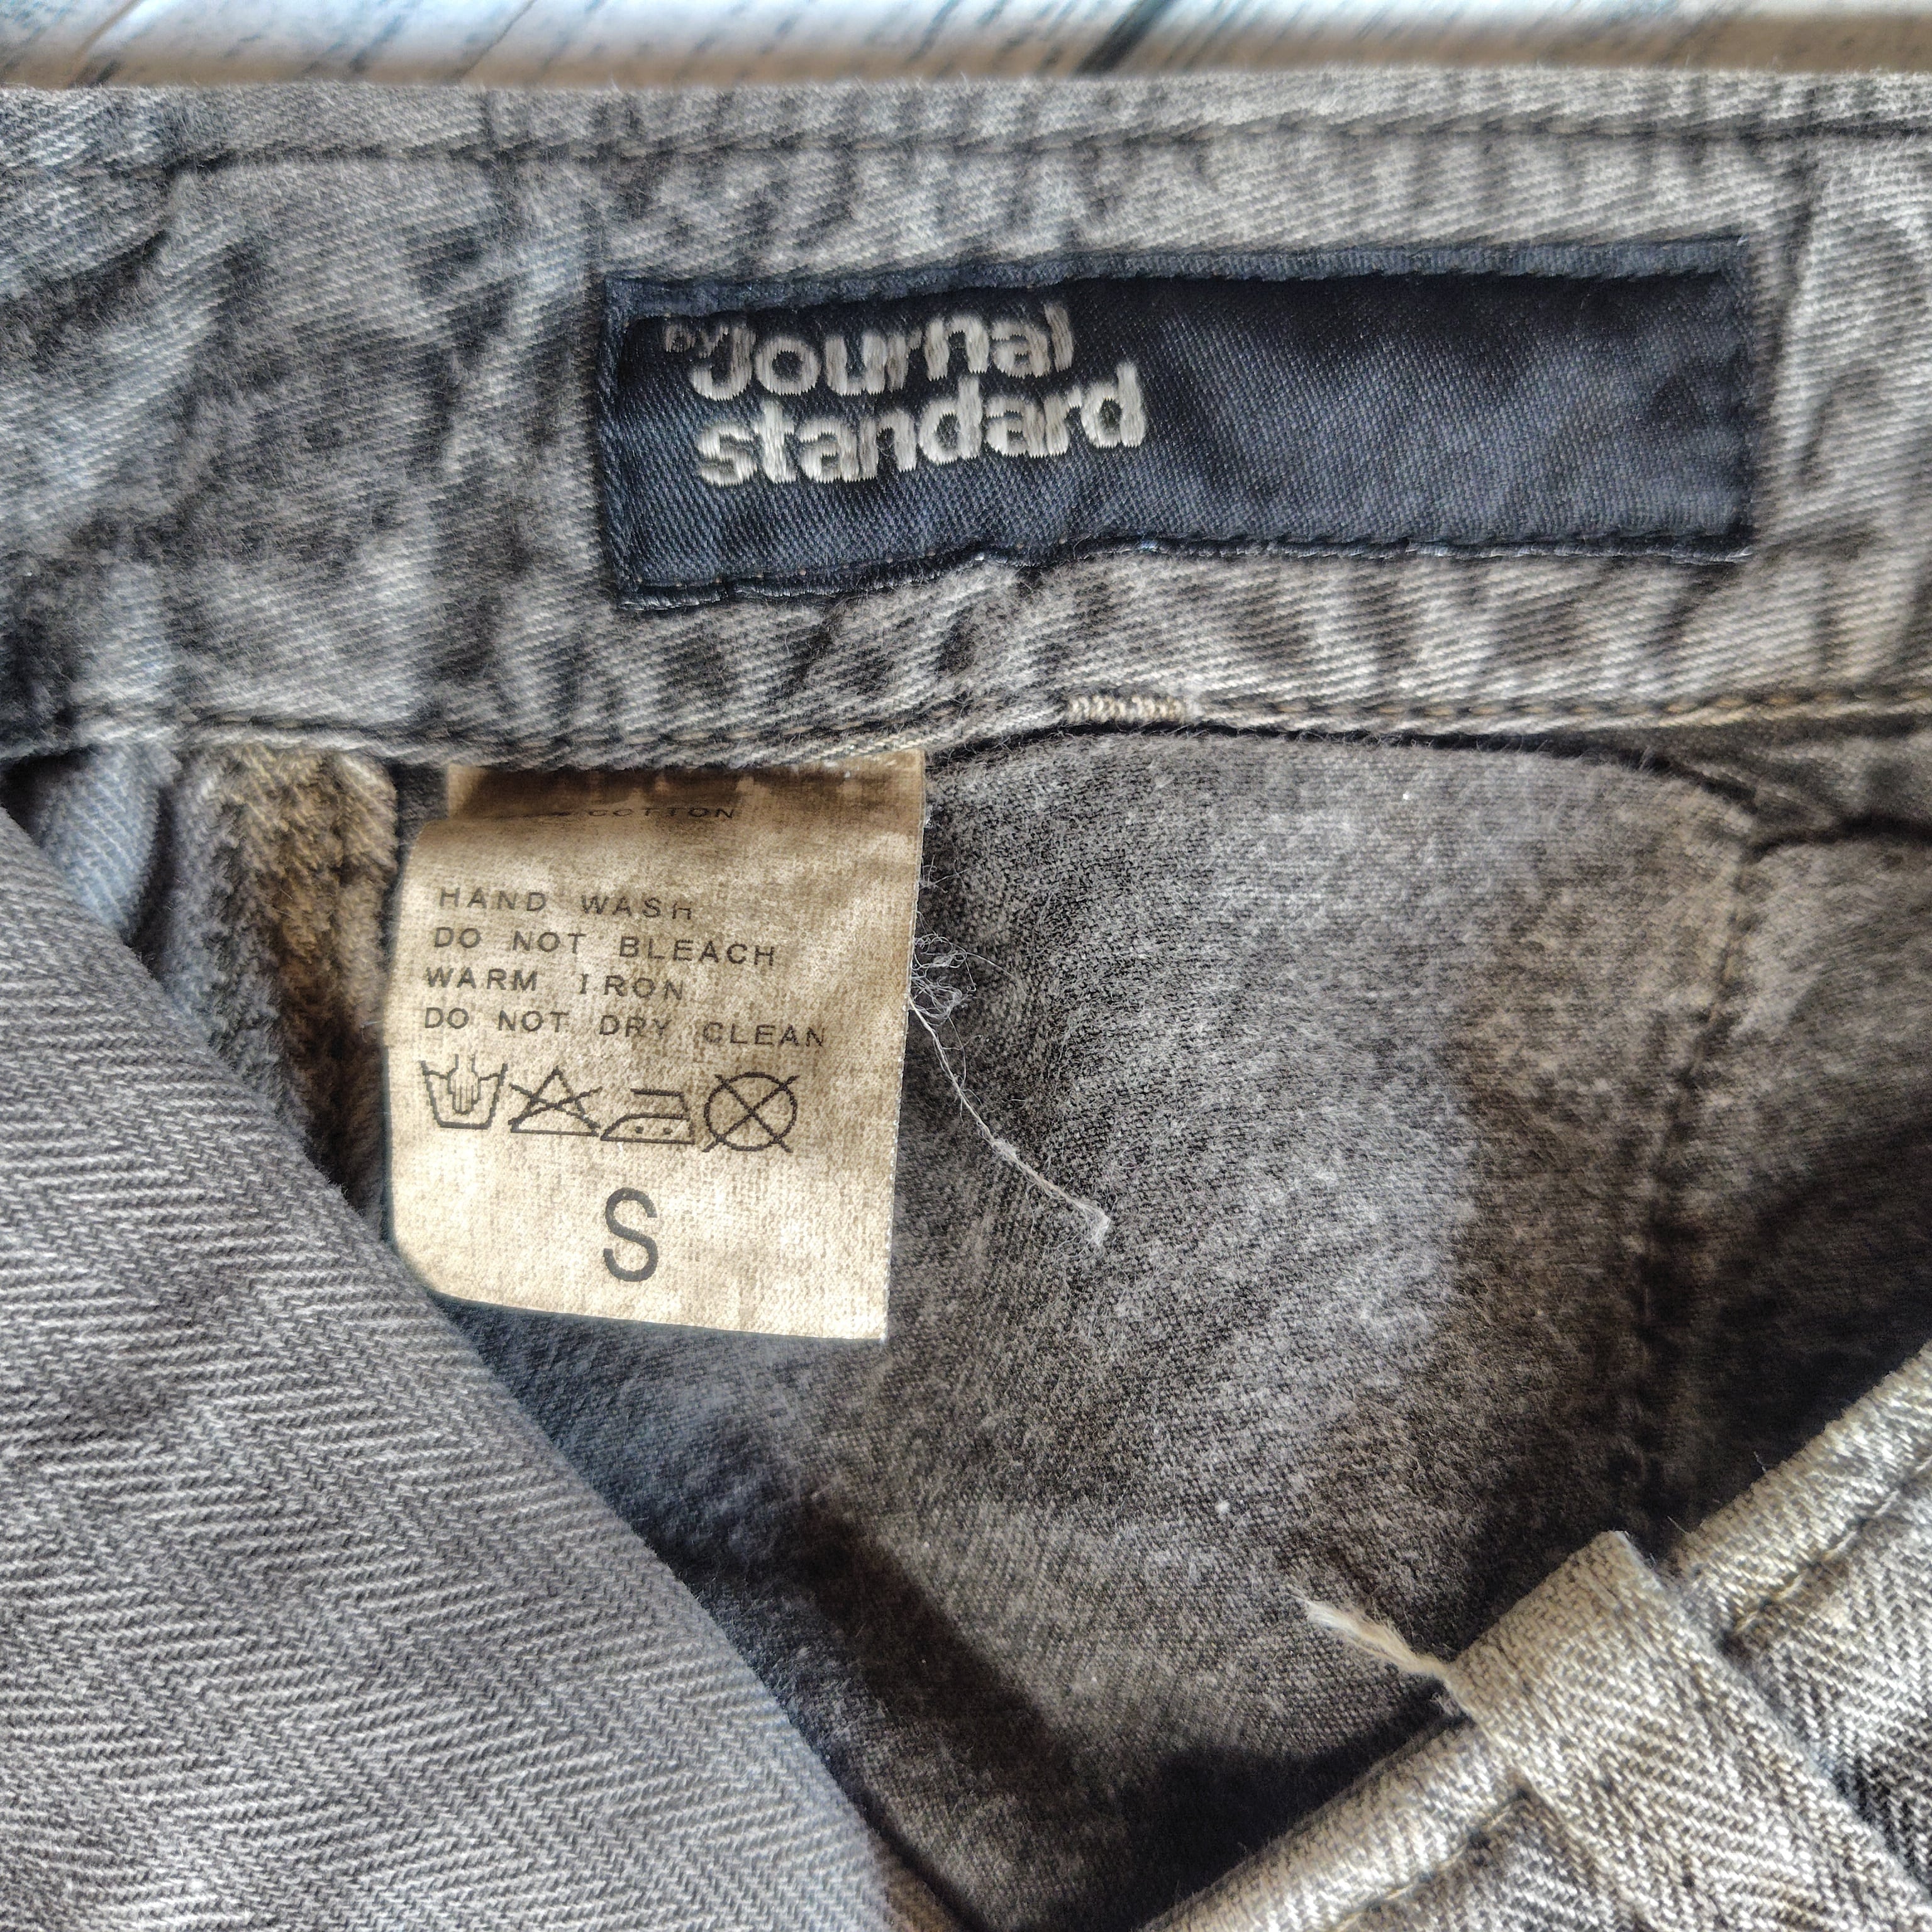 BY Journal
standard
COTTON
HAND WASH
DO NOT BLEACH
WARM IRON
DO NOT DRY CLEAN
S